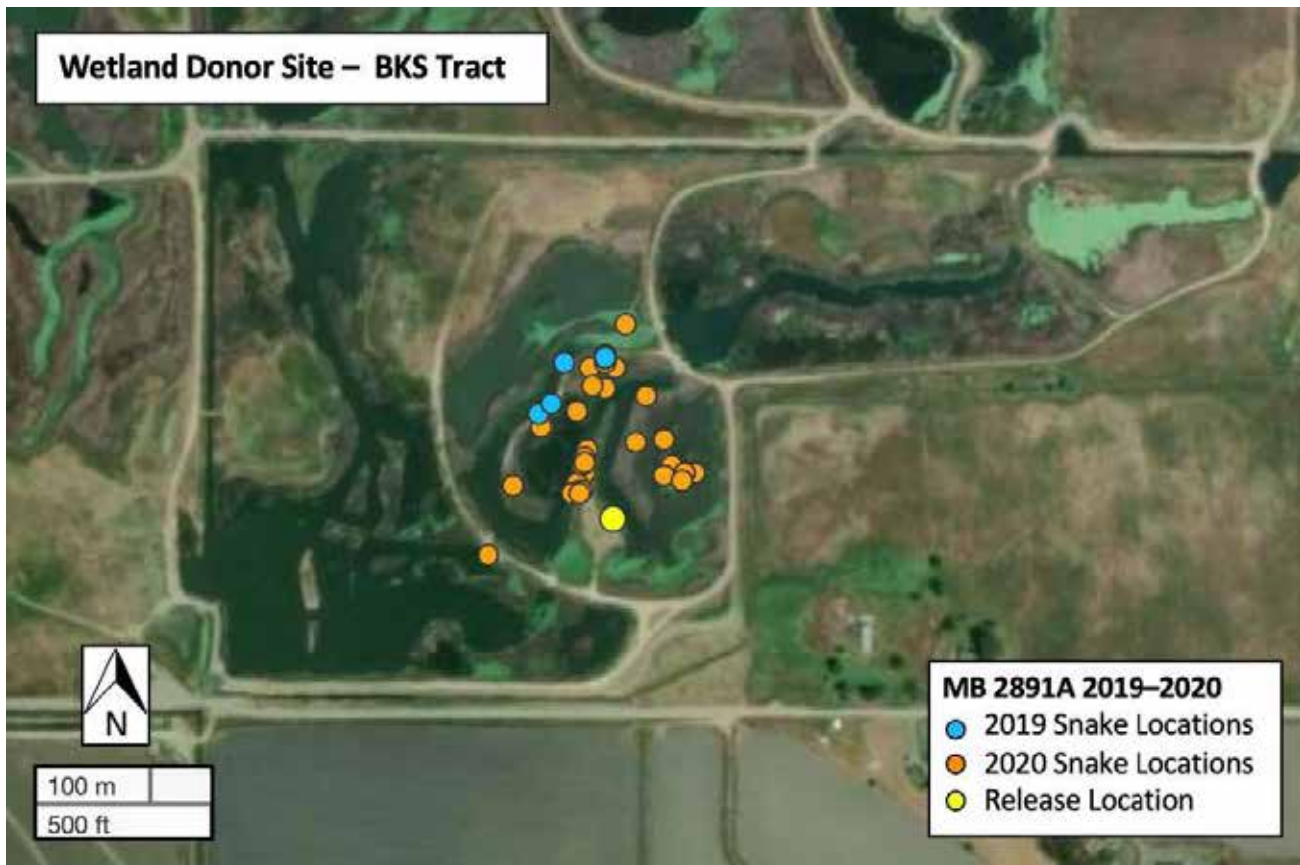 Wetland Donor Site – BKS Tract
N
100 m
500 ft
MB 2891A 2019–2020
2019 Snake Locations
2020 Snake Locations
Release Location